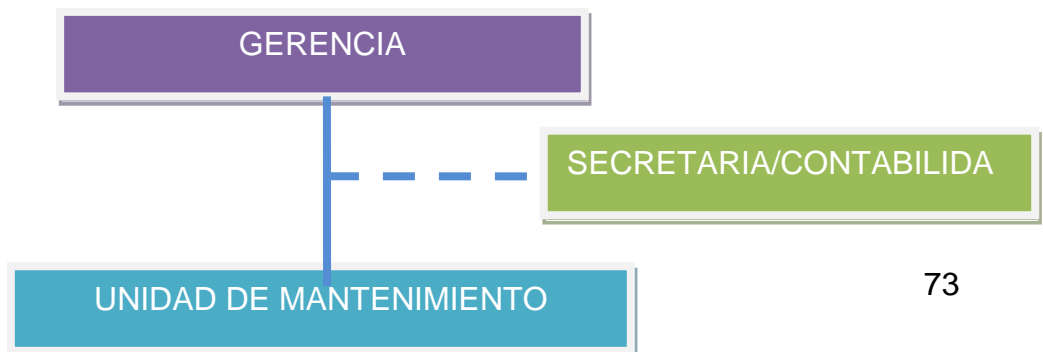 GERENCIA
SECRETARIA/CONTABILIDA
UNIDAD DE MANTENIMIENTO
73